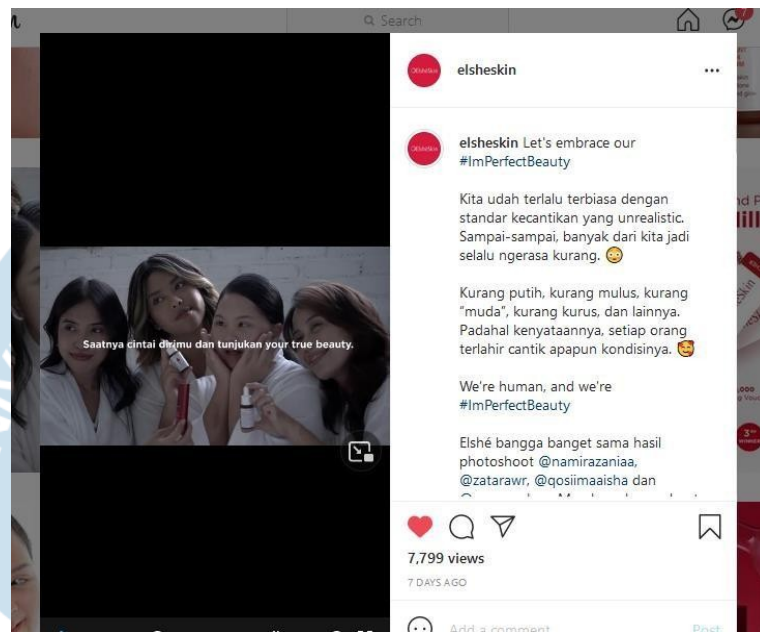 Search
7
elsheskin
elsheskin Let's embrace our
#ImPerfectBeauty
Kita udah terlalu terbiasa dengan
standar kecantikan yang unrealistic.
Sampai-sampai, banyak dari kita jadi
selalu ngerasa kurang. 😳
Kurang putih, kurang mulus, kurang
"muda", kurang kurus, dan lainnya.
Padahal kenyataannya, setiap orang
terlahir cantik apapun kondisinya. 🥰
We're human, and we're
#ImPerfectBeauty
Elshé bangga banget sama hasil
photoshoot @namirazaniaa,
@zatarawr, @qosiimaaisha dan
Saatnya cintai dirimu dan tunjukan your true beauty.
7,799 views
7 DAYS AGO
Add a comment
Post